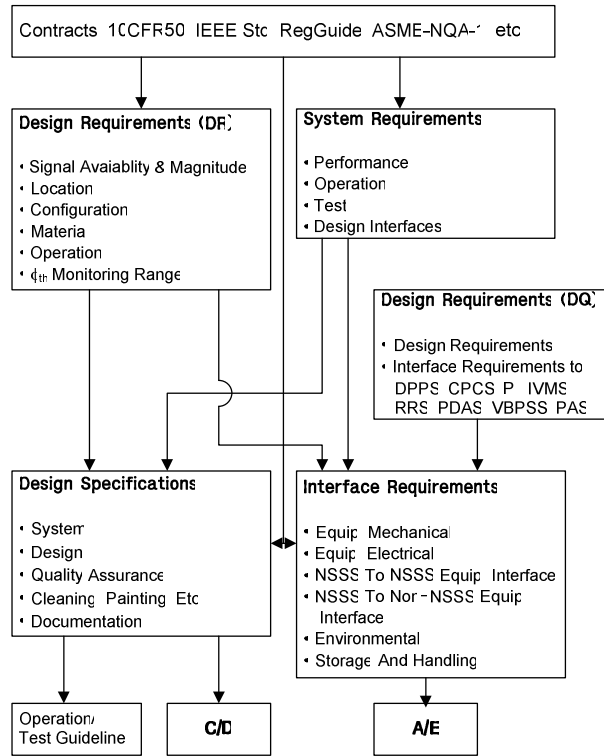 Contracts 10CFR50 IEEE Std RegGuide ASME-NQA-1 etc
Design Requirements (DR)
• Signal Avaiablity & Magnitude
• Location
• Configuration
• Materia
• Operation
• ϕth Monitoring Range
System Requirements
• Performance
• Operation
• Test
• Design Interfaces
Design Requirements (DQ)
• Design Requirements
• Interface Requirements to
DPPS CPCS P IVMS
RRS PDAS VBPSS PAS
Design Specifications
• System
• Design
• Quality Assurance
• Cleaning Painting Etc
• Documentation
Interface Requirements
• Equip Mechanical
• Equip Electrical
• NSSS To NSSS Equip Interface
• NSSS To Non-NSSS Equip
Interface
• Environmental
• Storage And Handling
Operation/
Test Guideline
C/D
A/E